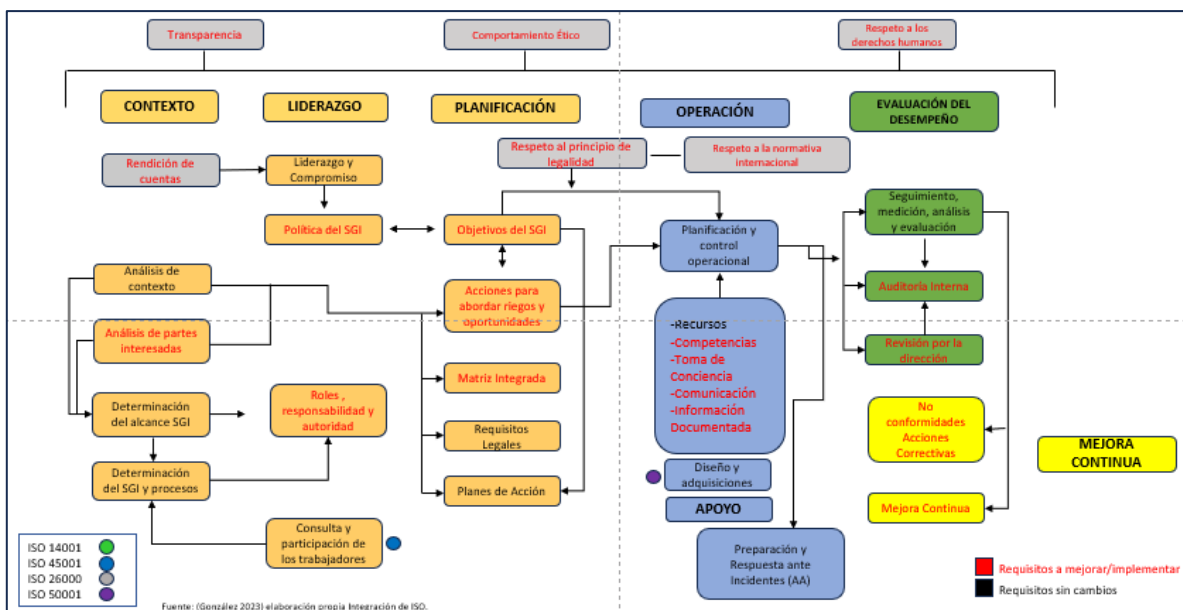 Transparencia
Comportamiento Ético
Respeto a los
derechos humanos
CONTEXTO
LIDERAZGO
PLANIFICACIÓN
OPERACIÓN
EVALUACIÓN DEL
DESEMPEÑO
Rendición de
cuentas
Liderazgo y
Compromiso
Respeto al principio de
legalidad
Respeto a la normativa
internacional
Política del SGI
Objetivos del SGI
Planificación y
control
operacional
Seguimiento,
medición, análisis
y evaluación
Análisis de
contexto
Acciones para
abordar riegos y
oportunidades
Auditoría Interna
Análisis de partes
interesadas
-Recursos
-Competencias
-Toma de
Conciencia
-Comunicación
-Información
Documentada
Revisión por la
dirección
Matriz Integrada
Roles ,
responsabilidad y
autoridad
Determinación
del alcance SGI
Requisitos
Legales
No
conformidades
Acciones
Correctivas
MEJORA
CONTINUA
Determinación
del SGI y procesos
Planes de Acción
Diseño y
adquisiciones
APOYO
Mejora Continua
Consulta y
participación de
los trabajadores
Preparación y
Respuesta ante
Incidentes (AA)
ISO 14001
ISO 45001
ISO 26000
ISO 50001
Requisitos a mejorar/implementar
Requisitos sin cambios
Fuente: (González 2023) elaboración propia Integración de ISO.